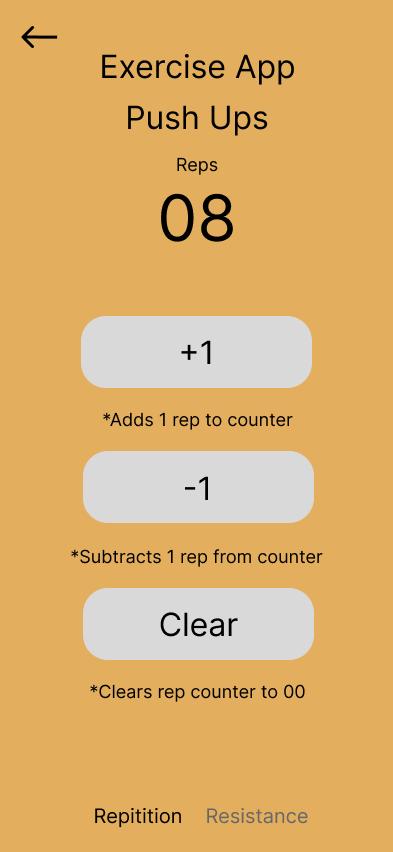 Exercise App
Push Ups
Reps
08
+1
*Adds 1 rep to counter
-1
*Subtracts 1 rep from counter
Clear
*Clears rep counter to 00
Repitition Resistance